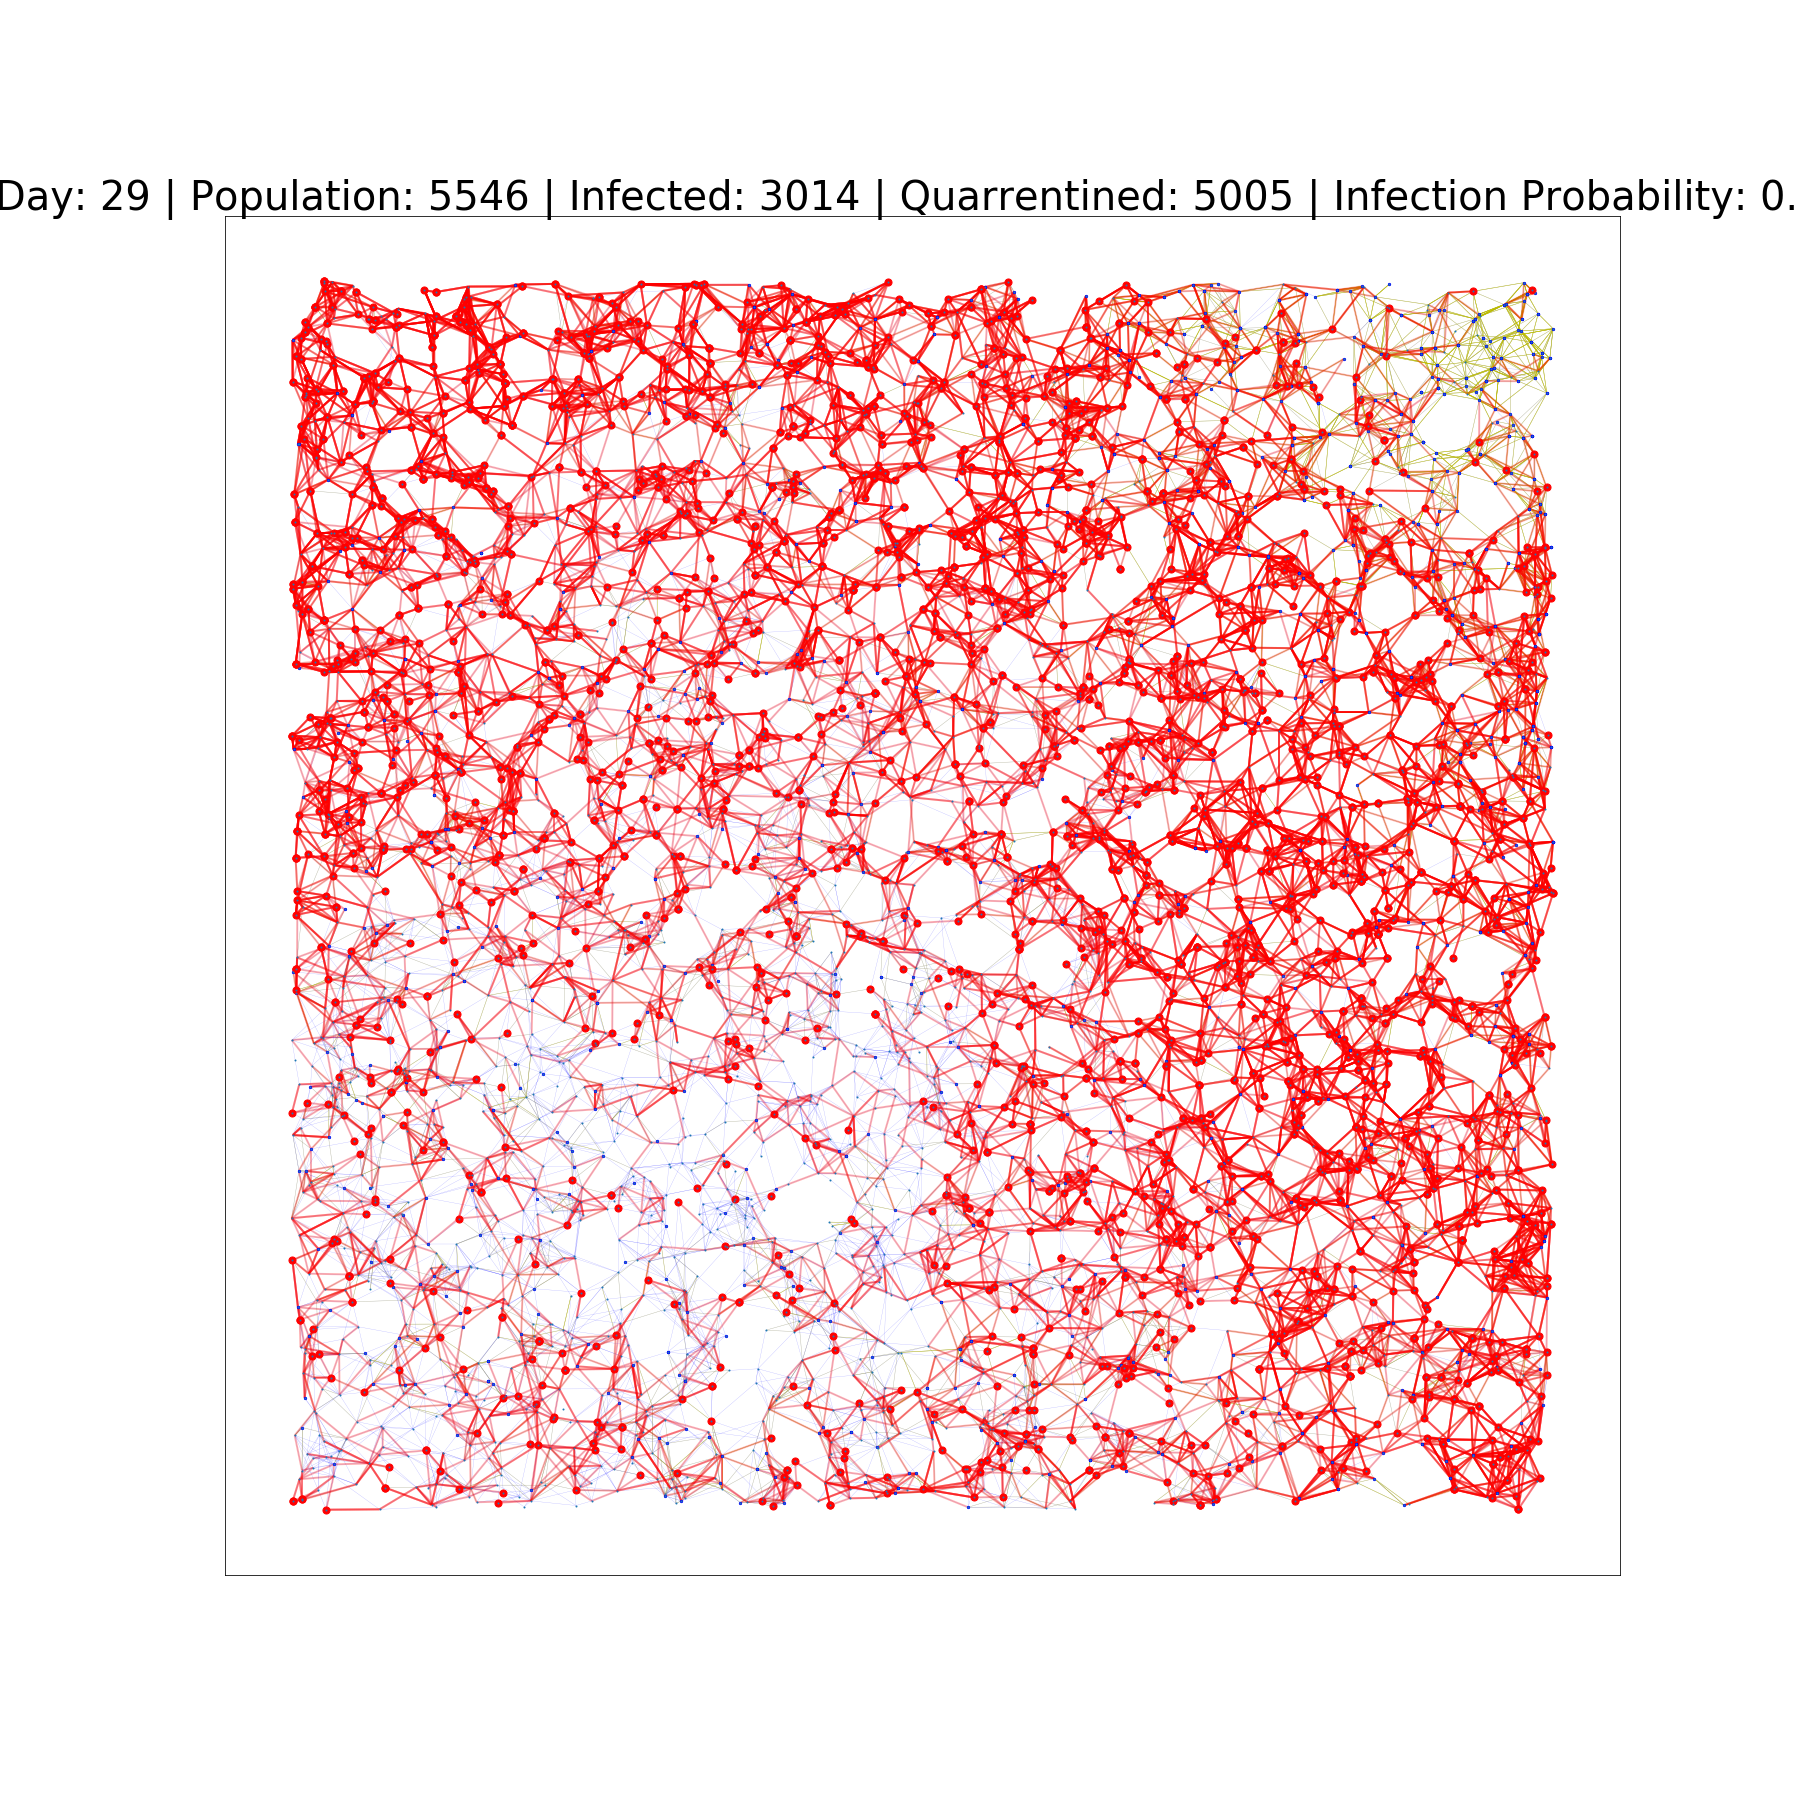 Day: 29 | Population: 5546 | Infected: 3014 | Quarrentined: 5005 | Infection Probability: 0.